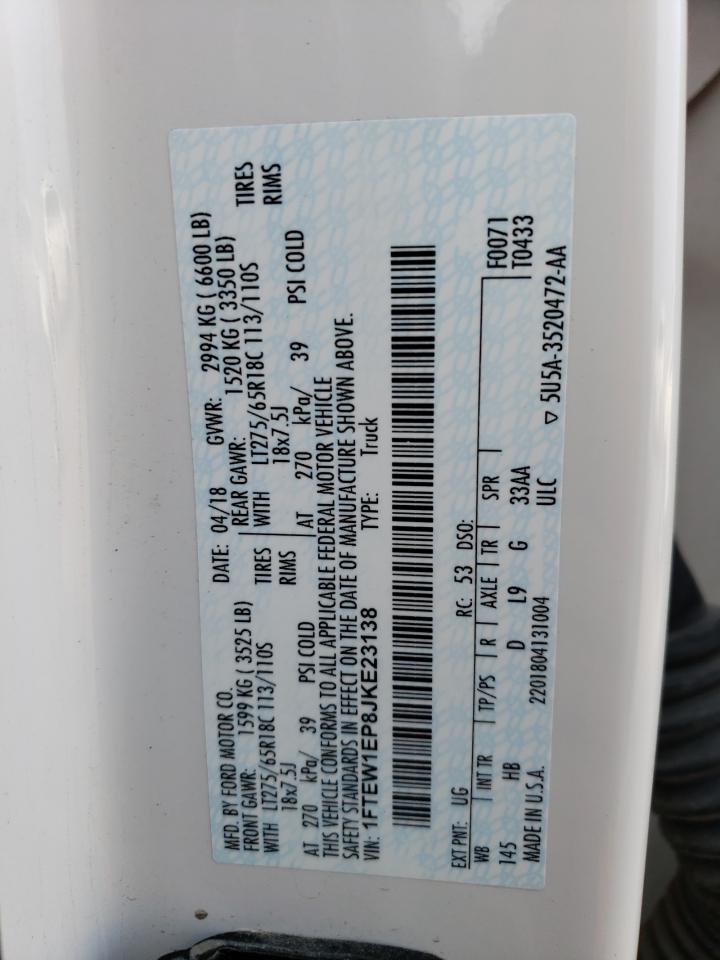 MFD. BY FORD MOTOR CO.
DATE: 04/18 GVWR: 2994 KG ( 6600 LB)
FRONT GAWR: 1599 KG ( 3525 LB) REAR GAWR: 1520 KG ( 3350 LB)
WITH LT275/65R18C 113/110S TIRES WITH LT275/65R18C 113/110S TIRES
18x7.5J RIMS 18x7.5J RIMS
AT 270 kPa/ 39 PSI COLD AT 270 kPa/ 39 PSI COLD
THIS VEHICLE CONFORMS TO ALL APPLICABLE FEDERAL MOTOR VEHICLE
SAFETY STANDARDS IN EFFECT ON THE DATE OF MANUFACTURE SHOWN ABOVE.
VIN: 1FTEW1EP8JKE23138 TYPE: Truck
EXT PNT: UG RC: 53 DSO:
WB INT TR TP/PS R AXLE TR SPR F0071
145 HB D L9 G 33AA T0433
MADE IN U.S.A. 2201804131004 ULC ▽ 5U5A-3520472-AA